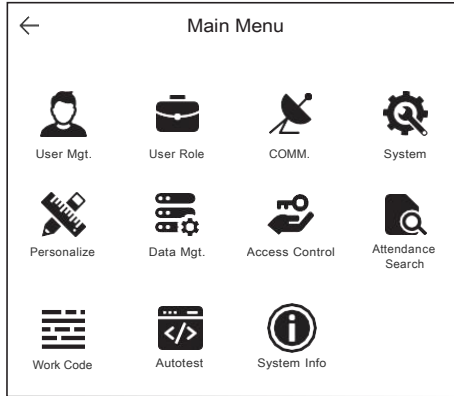 Main Menu
User Mgt.
User Role
COMM.
System
Personalize
Data Mgt.
Access Control
Attendance
Search
Work Code
Autotest
System Info